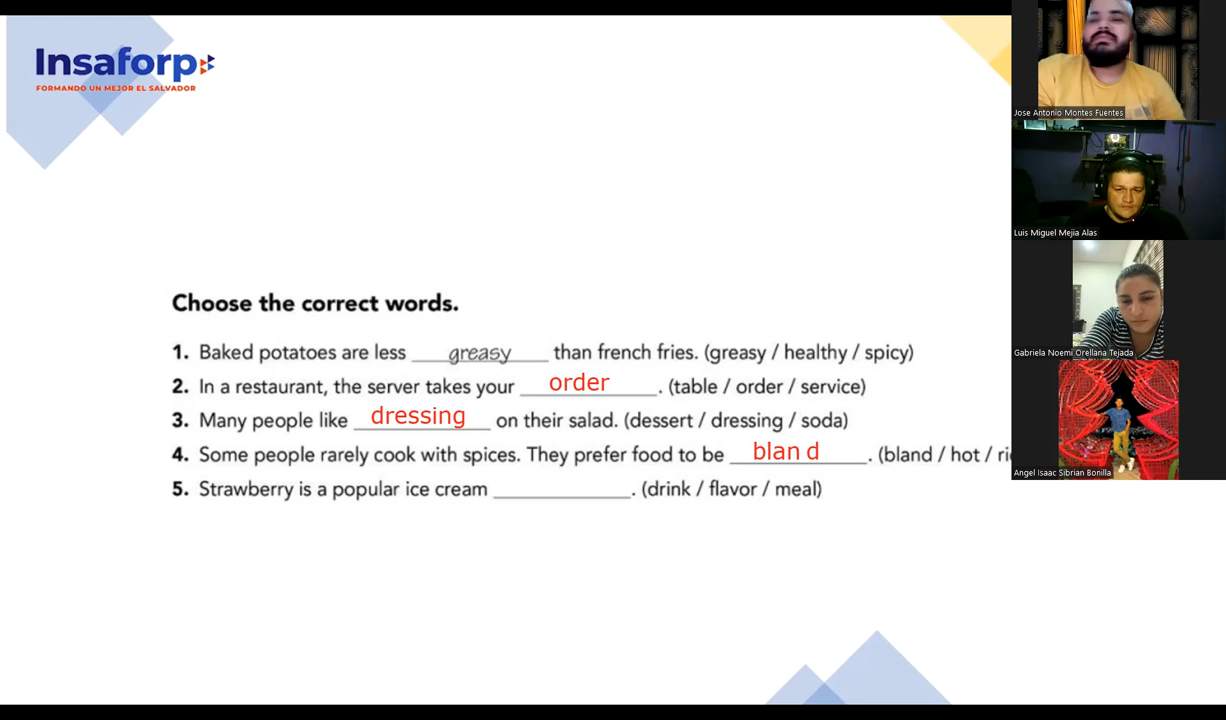 Insaforp
FORMANDO UN MEJOR EL SALVADOR
Choose the correct words.
1. Baked potatoes are less greasy than french fries. (greasy / healthy / spicy)
2. In a restaurant, the server takes your order. (table / order / service)
3. Many people like dressing on their salad. (dessert / dressing / soda)
4. Some people rarely cook with spices. They prefer food to be blan d. (bland / hot /
5. Strawberry is a popular ice cream ____________. (drink / flavor / meal)
Jose Antonio Montes Fuentes
Luis Miguel Mejia Alas
Gabriela Noemi Orellana Tejada
Angel Isaac Sibrian Bonilla